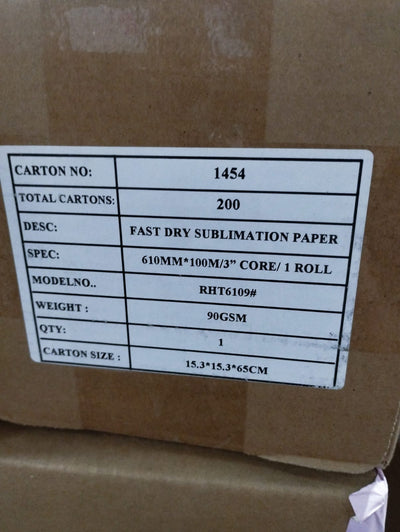 CARTON NO: 1454
TOTAL CARTONS: 200
DESC: FAST DRY SUBLIMATION PAPER
SPEC: 610MM*100M/3” CORE/ 1 ROLL
MODELNO.. RHT6109#
WEIGHT : 90GSM
QTY: 1
CARTON SIZE : 15.3*15.3*65CM